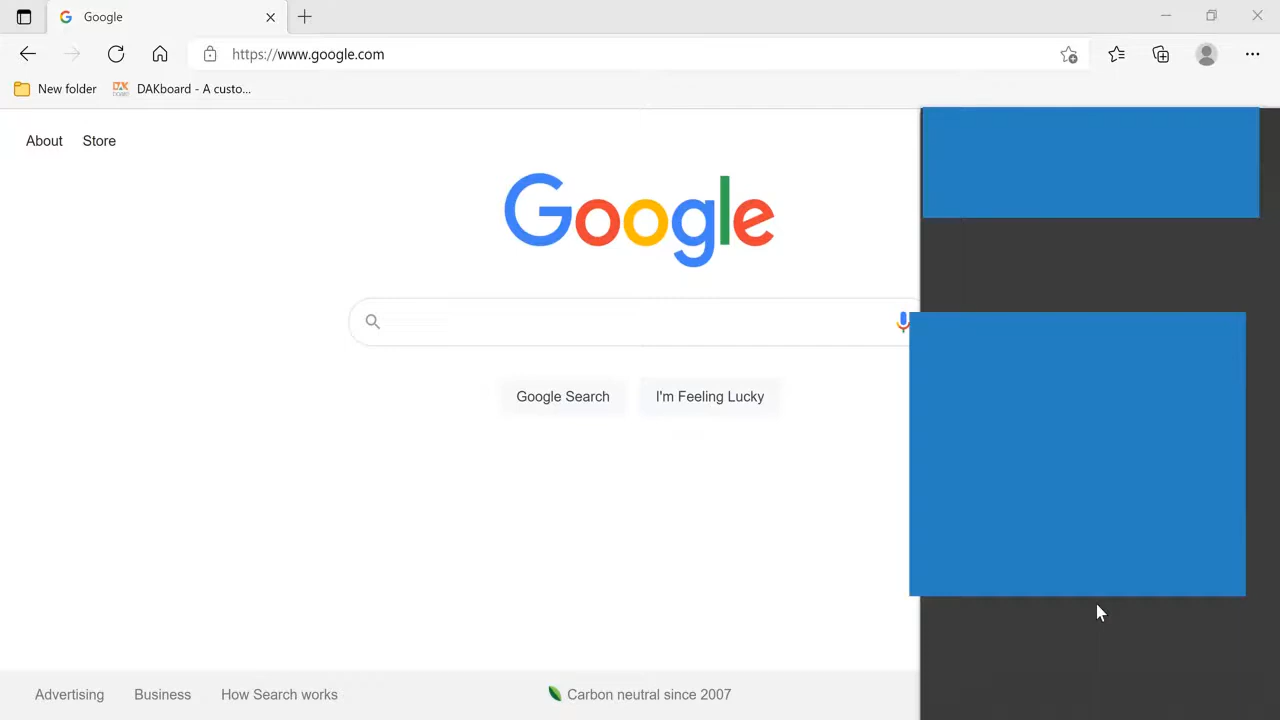 Google
https://www.google.com
New folder
DAKboard - A custo...
About
Store
Google
Google Search
I'm Feeling Lucky
Advertising
Business
How Search works
Carbon neutral since 2007